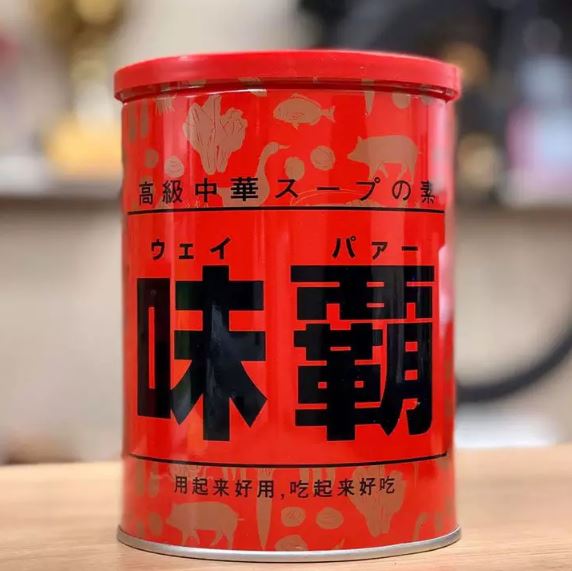 高級中華スープの素
ウェイ パァー
味覇
用起来好用,吃起来好吃